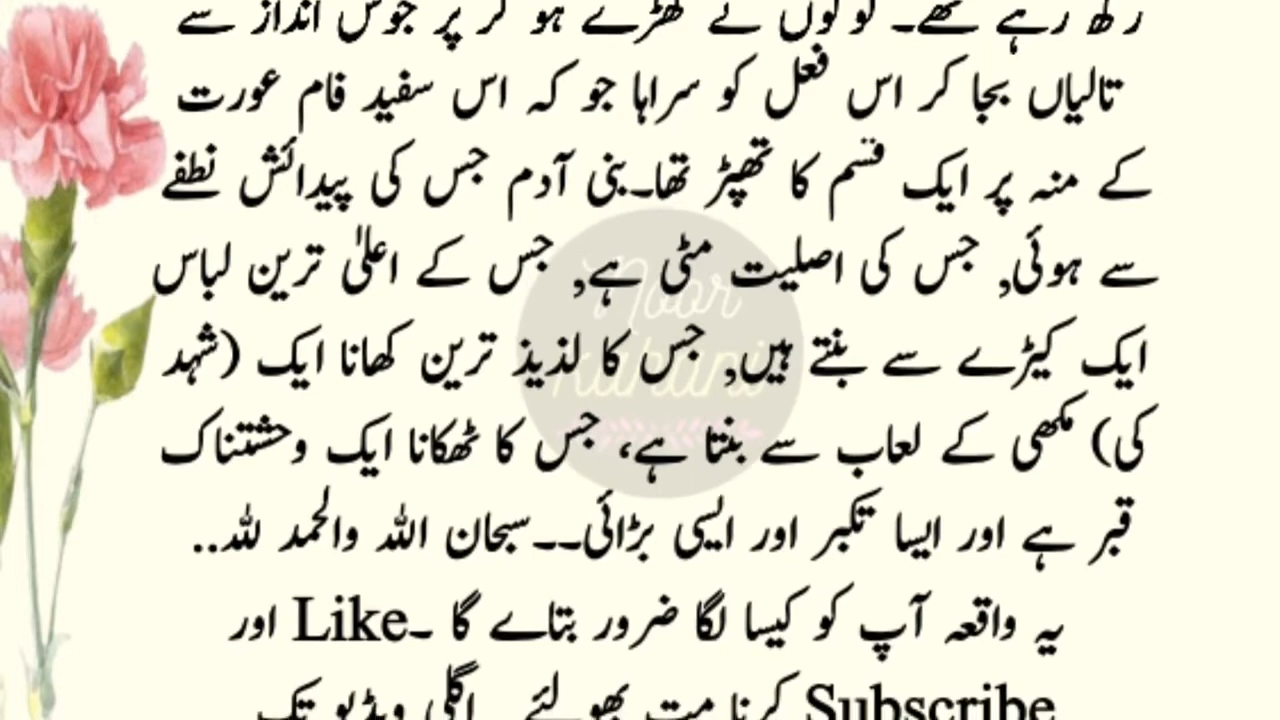 رکھ رہے تھے۔ لوگوں نے کھڑے ہو کر پر جوش انداز سے
تالیاں بجا کر اس فعل کو سراہا جو کہ اس سفید فام عورت
کے منہ پر ایک قسم کا تھپڑ تھا۔بنی آدم جس کی پیدائش نطفے
سے ہوئی, جس کی اصلیت مٹی ہے, جس کے اعلیٰ ترین لباس
ایک کیڑے سے بنتے ہیں, جس کا لذیذ ترین کھانا ایک (شہد
کی) مکھی کے لعاب سے بنتا ہے، جس کا ٹھکانا ایک وحشتناک
قبر ہے اور ایسا تکبر اور ایسی بڑائی۔۔سبحان اللہ والحمد للہ..
یہ واقعہ آپ کو کیسا لگا ضرور بتاے گا ۔Like اور
Subscribe کرنا مت بھولئے۔ اگلی ویڈیو تک
Noor
kahani